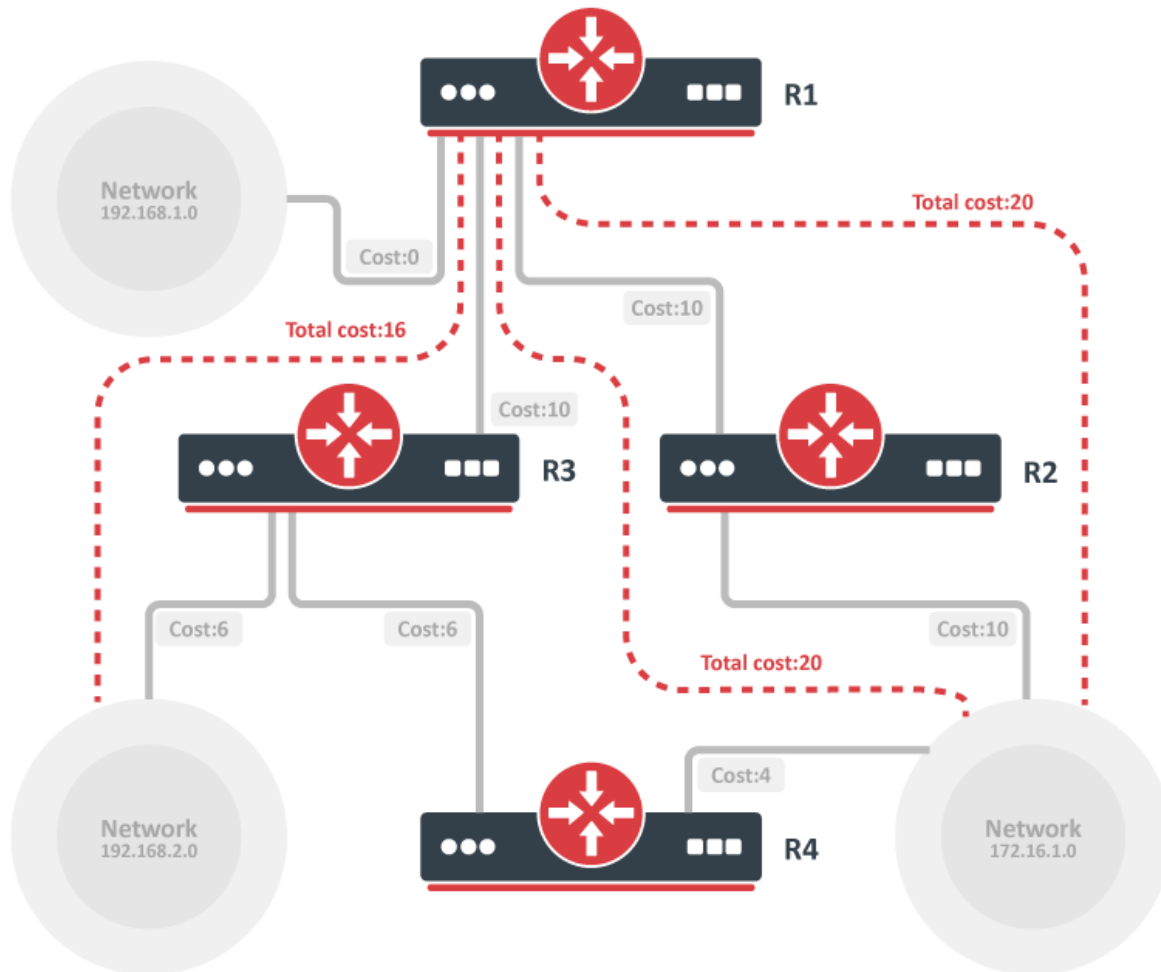 R1
Network
192.168.1.0
Total cost:20
Cost:0
Cost:10
Total cost:16
Cost:10
R3
R2
Cost:6
Cost:6
Cost:10
Total cost:20
Cost:4
Network
192.168.2.0
R4
Network
172.16.1.0